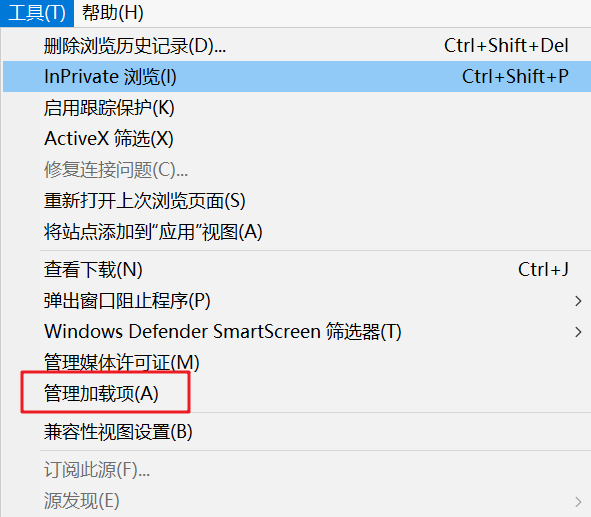 工具(T) 帮助(H)
删除浏览历史记录(D)... Ctrl+Shift+Del
InPrivate 浏览(I) Ctrl+Shift+P
启用跟踪保护(K)
ActiveX 筛选(X)
修复连接问题(C)...
重新打开上次浏览页面(S)
将站点添加到“应用”视图(A)
查看下载(N) Ctrl+J
弹出窗口阻止程序(P)
Windows Defender SmartScreen 筛选器(T)
管理媒体许可证(M)
管理加载项(A)
兼容性视图设置(B)
订阅此源(F)...
源发现(E)